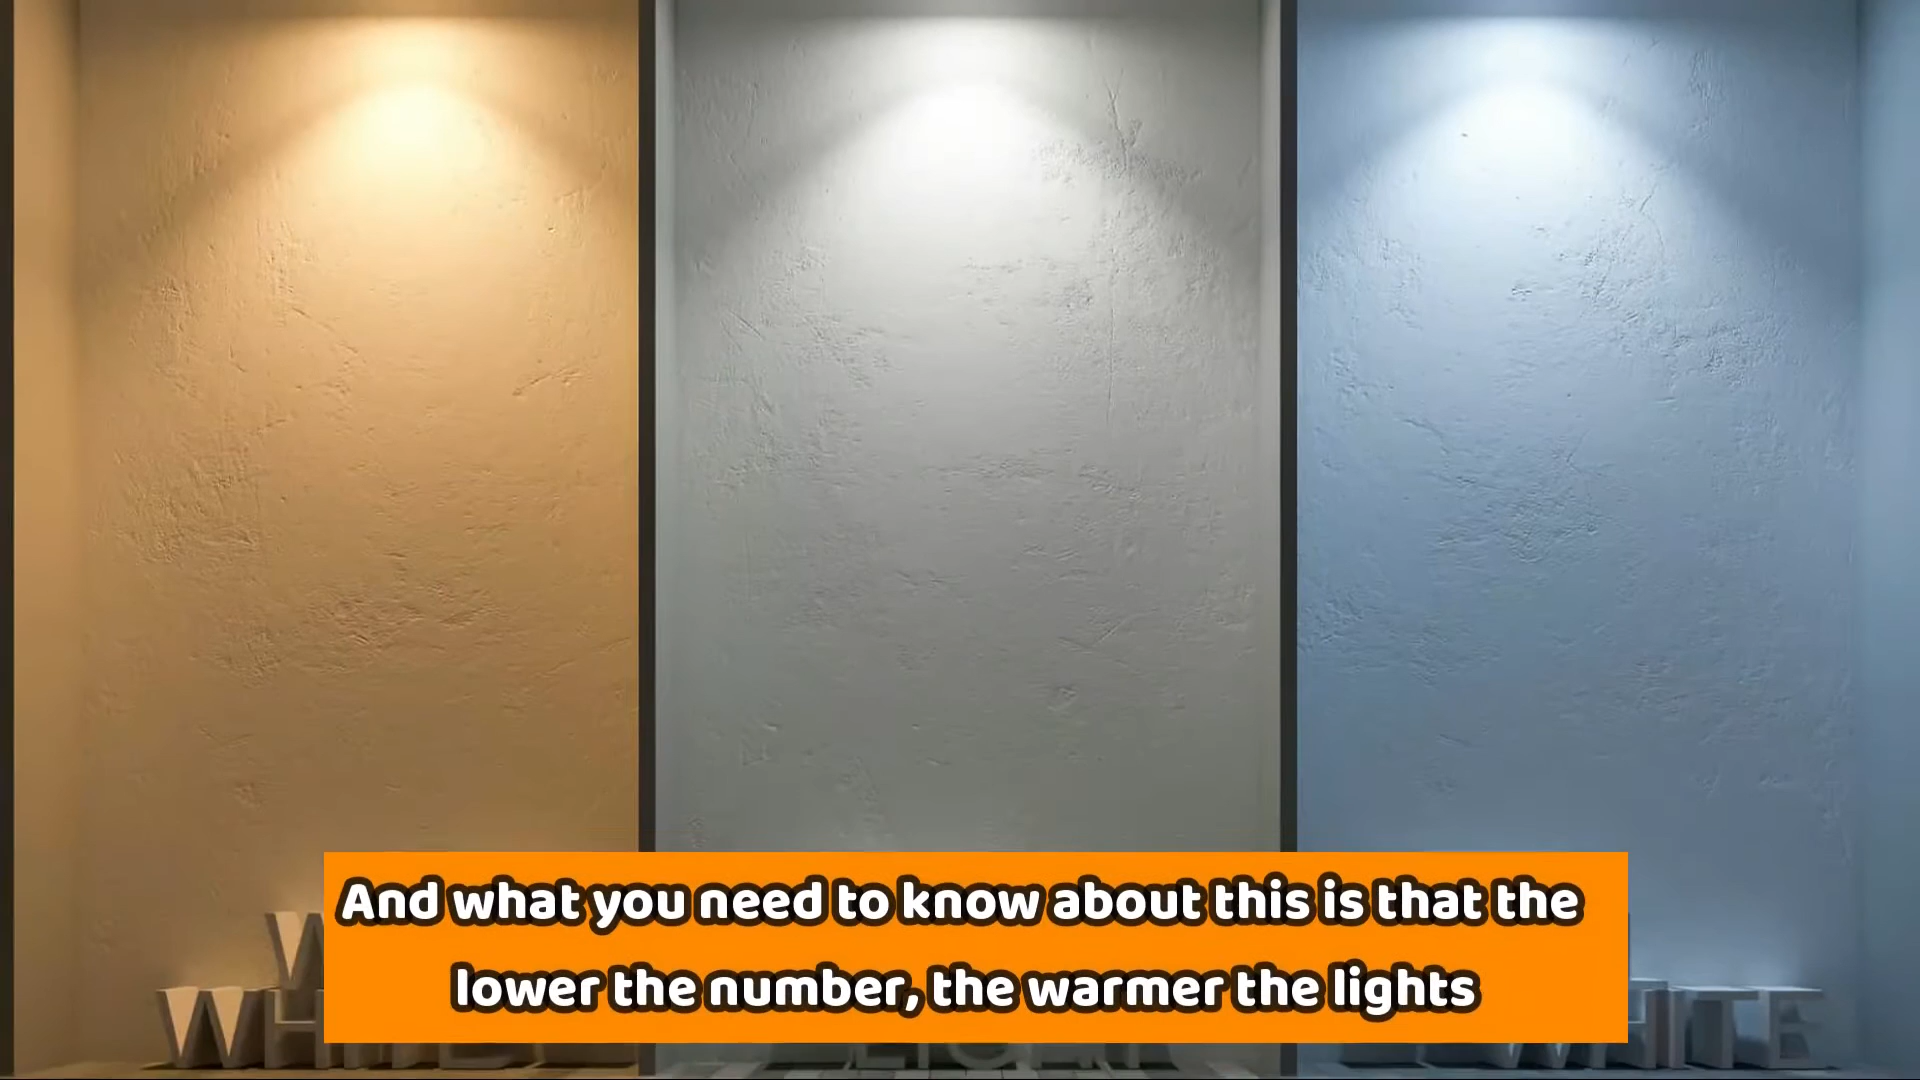 And what you need to know about this is that the
lower the number, the warmer the lights